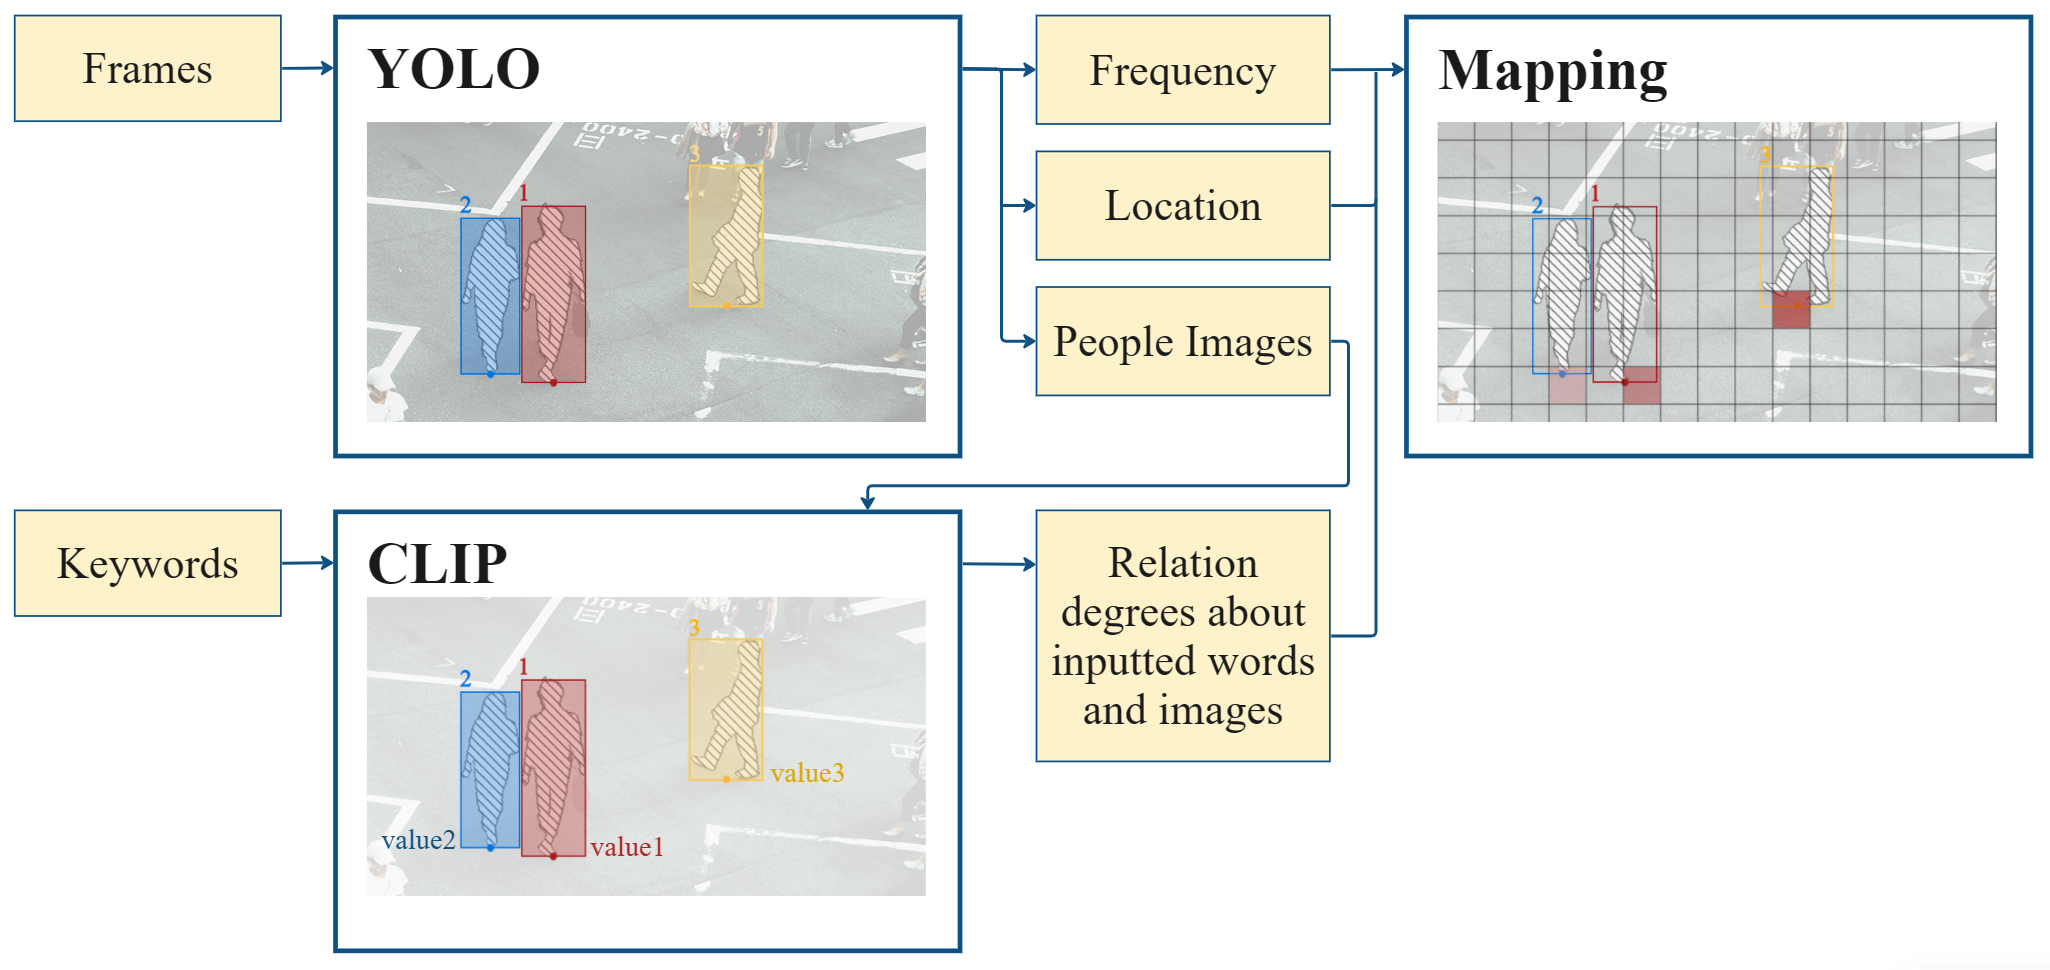 Frames
YOLO
3
2
1
Frequency
Location
People Images
Mapping
3
2
1
Keywords
CLIP
3
2
1
value3
value2
value1
Relation
degrees about
inputted words
and images